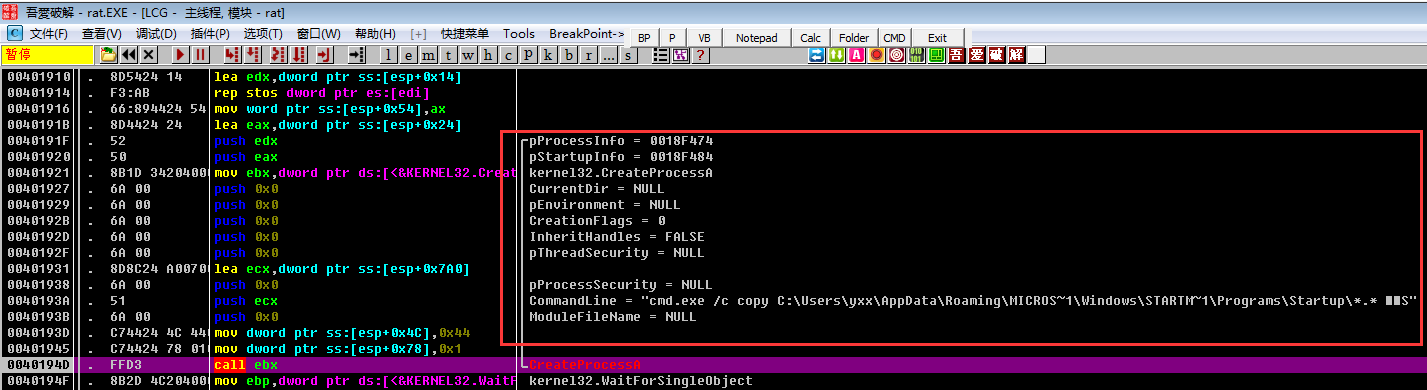 吾愛破解 - rat.EXE - [LCG - 主线程, 模块 - rat]
C 文件(F) 查看(V) 调试(D) 插件(P) 选项(T) 窗口(W) 帮助(H) [+] 快捷菜单 Tools BreakPoint-> BP P VB Notepad Calc Folder CMD Exit
暂停 l e m t w h c p k b r ... s ? A 吾 爱 破 解
00401910 . 8D5424 14 lea edx,dword ptr ss:[esp+0x14]
00401914 . F3:AB rep stos dword ptr es:[edi]
00401916 . 66:894424 54 mov word ptr ss:[esp+0x54],ax
0040191B . 8D4424 24 lea eax,dword ptr ss:[esp+0x24]
0040191F . 52 push edx pProcessInfo = 0018F474
00401920 . 50 push eax pStartupInfo = 0018F484
00401921 . 8B1D 34204000 mov ebx,dword ptr ds:[<&KERNEL32.Creat kernel32.CreateProcessA
00401927 . 6A 00 push 0x0 CurrentDir = NULL
00401929 . 6A 00 push 0x0 pEnvironment = NULL
0040192B . 6A 00 push 0x0 CreationFlags = 0
0040192D . 6A 00 push 0x0 InheritHandles = FALSE
0040192F . 6A 00 push 0x0 pThreadSecurity = NULL
00401931 . 8D8C24 A00700 lea ecx,dword ptr ss:[esp+0x7A0]
00401938 . 6A 00 push 0x0 pProcessSecurity = NULL
0040193A . 51 push ecx CommandLine = "cmd.exe /c copy C:\Users\yxx\AppData\Roaming\MICROS~1\Windows\STARTM~1\Programs\Startup\*.* S"
0040193B . 6A 00 push 0x0 ModuleFileName = NULL
0040193D . C74424 4C 44 mov dword ptr ss:[esp+0x4C],0x44
00401945 . C74424 78 01 mov dword ptr ss:[esp+0x78],0x1
0040194D . FFD3 call ebx CreateProcessA
0040194F . 8B2D 4C204000 mov ebp,dword ptr ds:[<&KERNEL32.WaitF kernel32.WaitForSingleObject